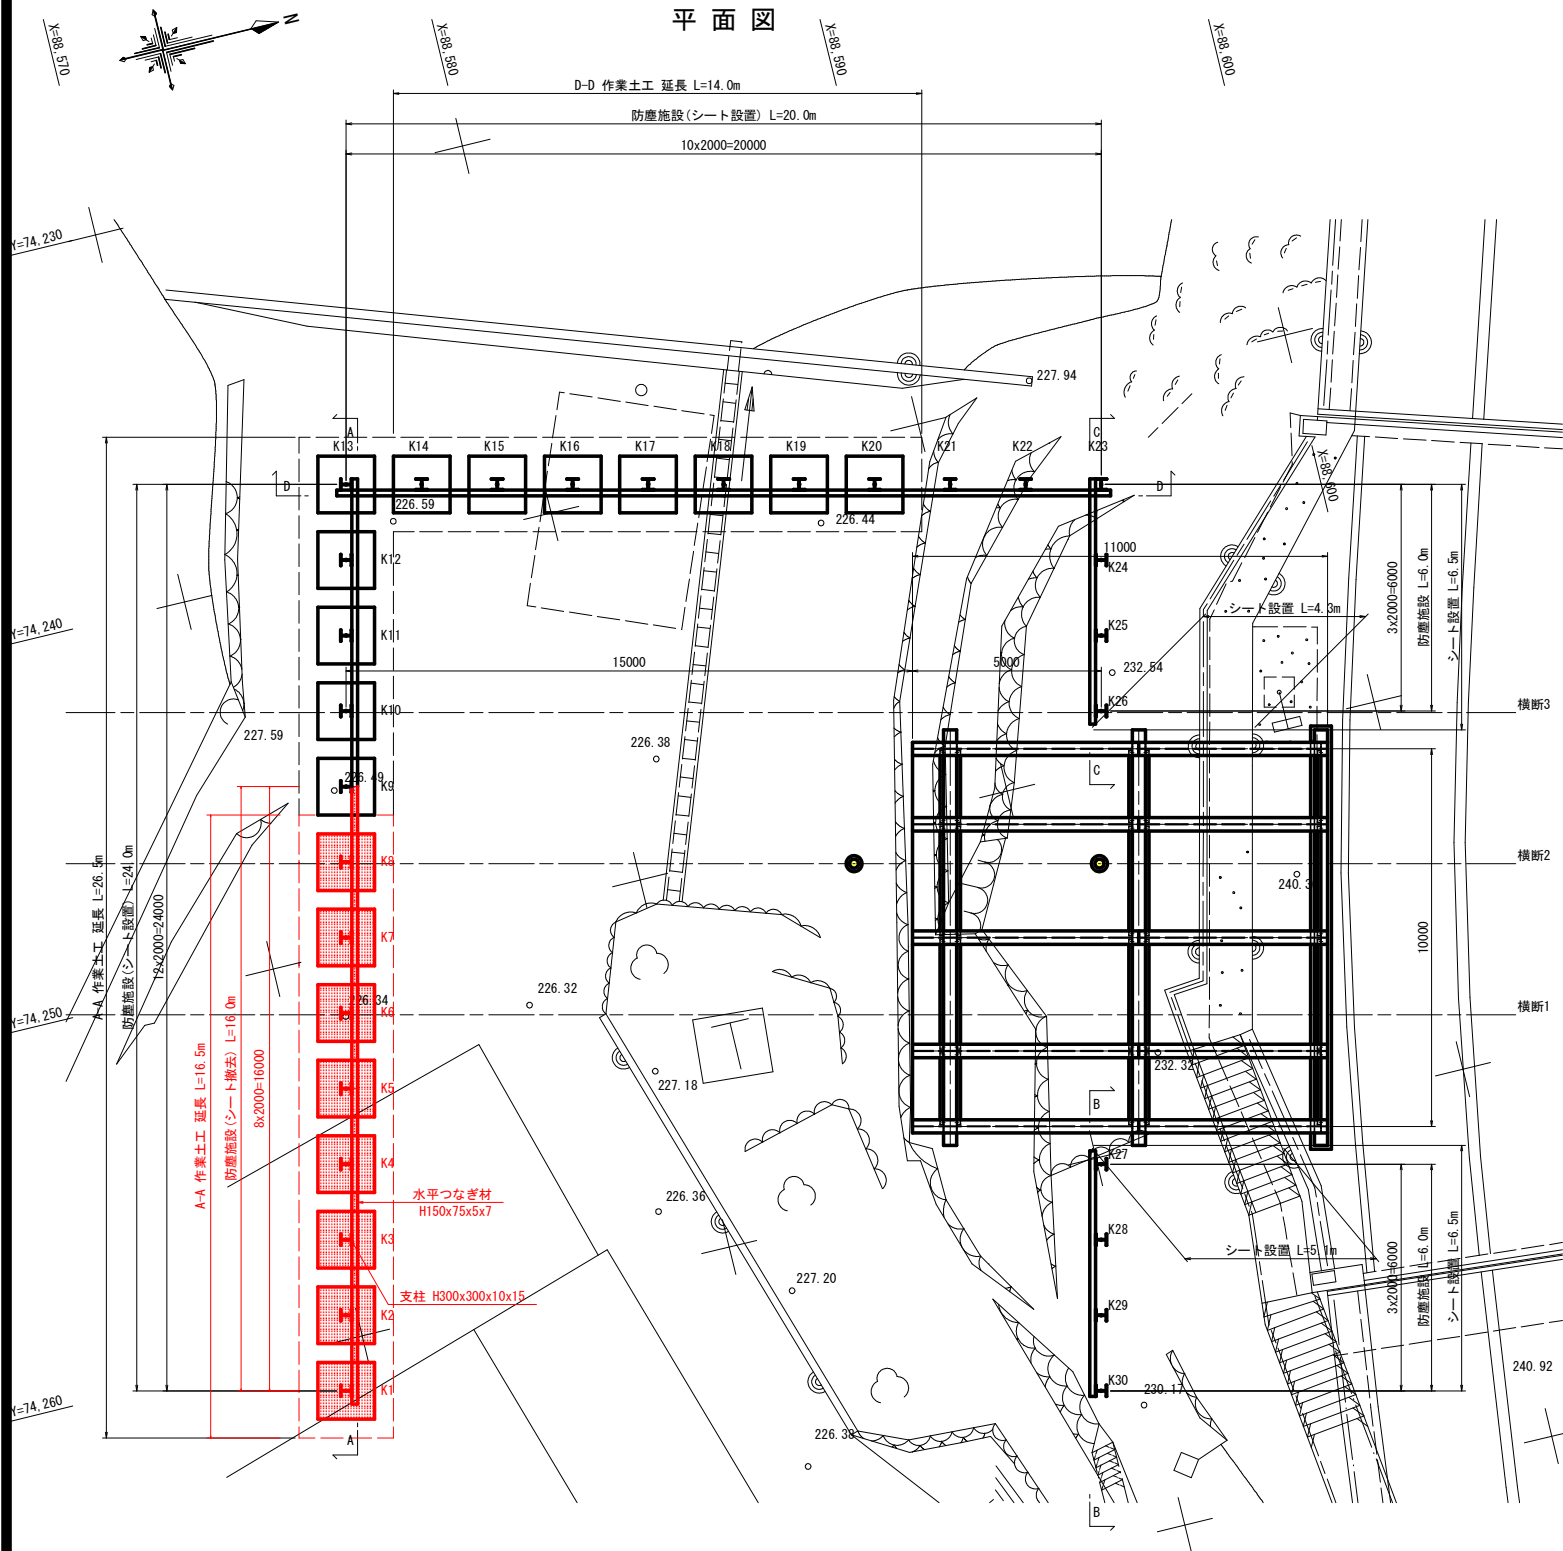 平面図
N
X=88,570
X=88,580
X=88,590
X=88,600
D-D 作業土工 延長 L=14.0m
防塵施設(シート設置) L=20.0m
10x2000=20000
Y=74,230
227.94
A
C
K13
K14
K15
K16
K17
K18
K19
K20
K21
K22
K23
X=88,600
D
D
226.59
226.44
11000
K12
K24
3x2000=6000
防塵施設 L=6.0m
シート設置 L=6.5m
シート設置 L=4.3m
Y=74,240
K11
K25
15000
5000
232.54
K10
K26
横断3
227.59
226.38
226.49
K9
C
A-A 作業土工 延長 L=26.5m
防塵施設(シート設置) L=24.0m
12x2000=24000
K8
横断2
240.3
K7
10000
226.34
226.32
K6
横断1
Y=74,250
A-A 作業土工 延長 L=16.5m
防塵施設(シート撤去) L=16.0m
8x2000=16000
227.18
232.32
K5
B
K4
K27
水平つなぎ材
H150x75x5x7
226.36
K3
K28
シート設置 L=5.1m
3x2000=6000
防塵施設 L=6.0m
シート設置 L=6.5m
227.20
支柱 H300x300x10x15
K2
K29
240.92
K1
K30
230.17
Y=74,260
226.38
A
B